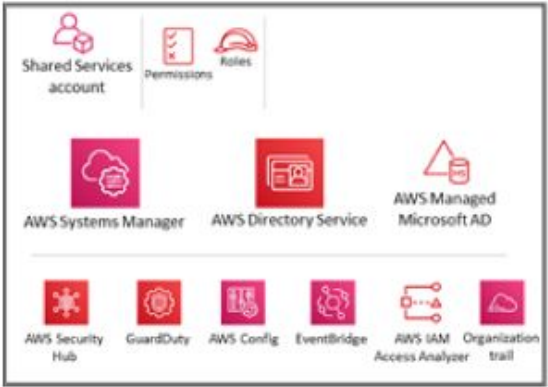 Shared Services
account
Permissions
Roles
AWS Systems Manager
AWS Directory Service
AWS Managed
Microsoft AD
AWS Security
Hub
GuardDuty
AWS Config
EventBridge
AWS IAM
Access Analyzer
Organization
trail